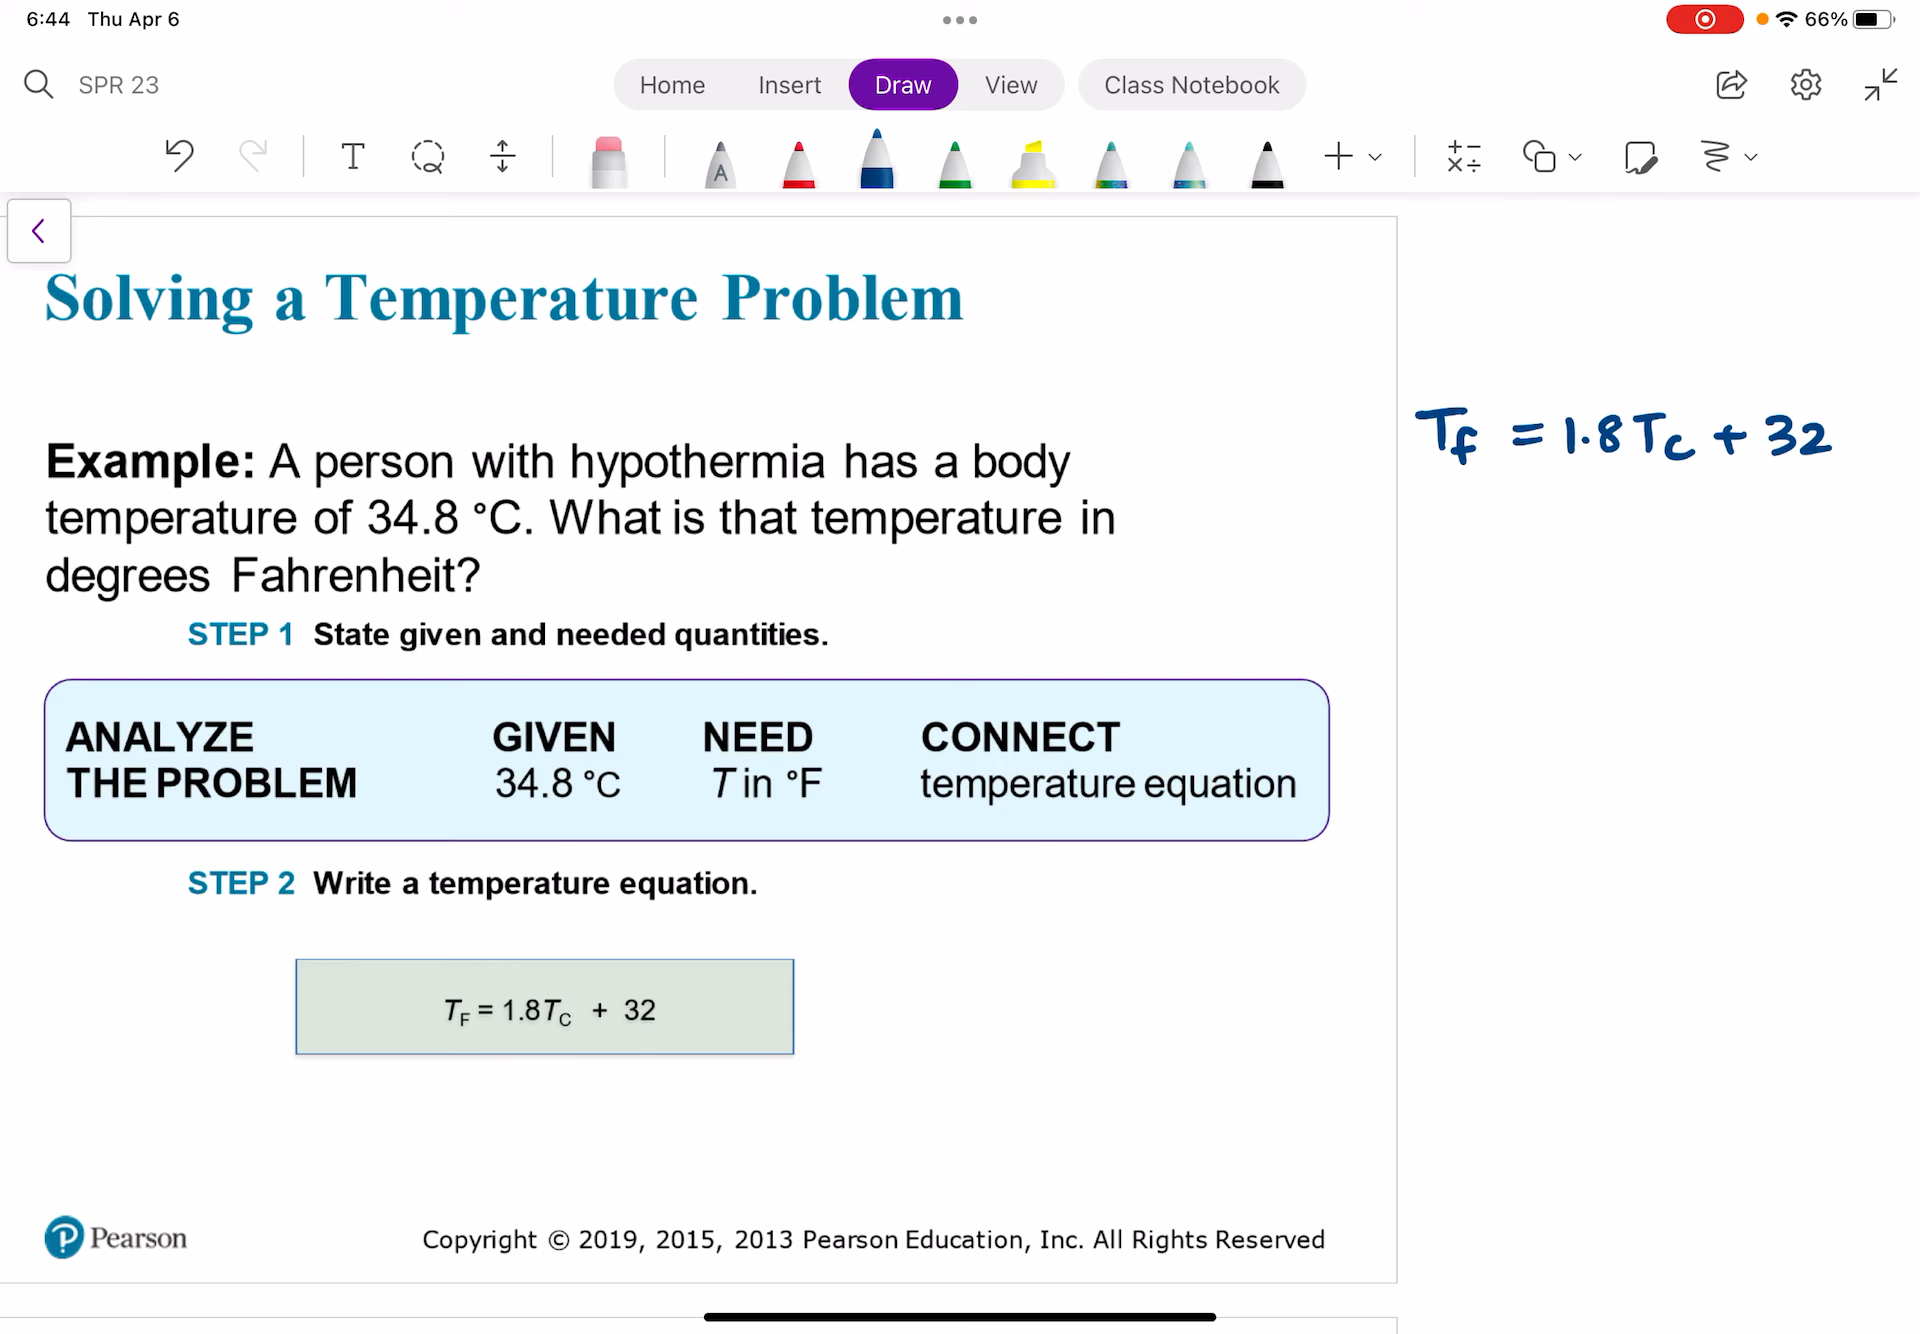 6:44 Thu Apr 6
66%
SPR 23
Home Insert Draw View Class Notebook
T
A
Solving a Temperature Problem
Tf = 1.8 Tc + 32
Example: A person with hypothermia has a body
temperature of 34.8 °C. What is that temperature in
degrees Fahrenheit?
STEP 1 State given and needed quantities.
ANALYZE GIVEN NEED CONNECT
THE PROBLEM 34.8 °C T in °F temperature equation
STEP 2 Write a temperature equation.
TF = 1.8TC + 32
P Pearson
Copyright © 2019, 2015, 2013 Pearson Education, Inc. All Rights Reserved